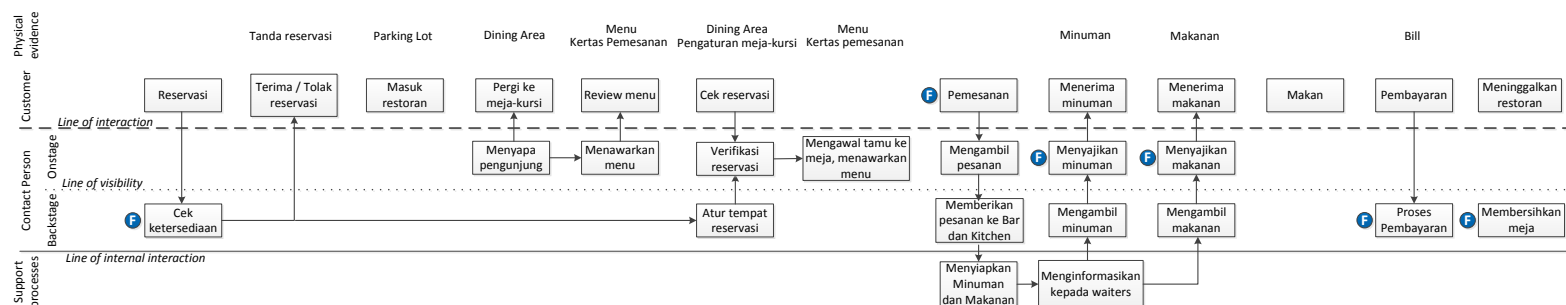 Physical
evidence
Tanda reservasi
Parking Lot
Dining Area
Menu
Kertas Pemesanan
Dining Area
Pengaturan meja-kursi
Menu
Kertas pemesanan
Minuman
Makanan
Bill
Customer
Reservasi
Terima / Tolak
reservasi
Masuk
restoran
Pergi ke
meja-kursi
Review menu
Cek reservasi
F
Pemesanan
Menerima
minuman
Menerima
makanan
Makan
Pembayaran
Meninggalkan
restoran
Line of interaction
Contact Person
Onstage
Menyapa
pengunjung
Menawarkan
menu
Verifikasi
reservasi
Mengawal tamu ke
meja, menawarkan
menu
Mengambil
pesanan
F
Menyajikan
minuman
F
Menyajikan
makanan
Line of visibility
Backstage
F
Cek
ketersediaan
Atur tempat
reservasi
Memberikan
pesanan ke Bar
dan Kitchen
Mengambil
minuman
Mengambil
makanan
F
Proses
Pembayaran
F
Membersihkan
meja
Line of internal interaction
Support
processes
Menyiapkan
Minuman
dan Makanan
Menginformasikan
kepada waiters